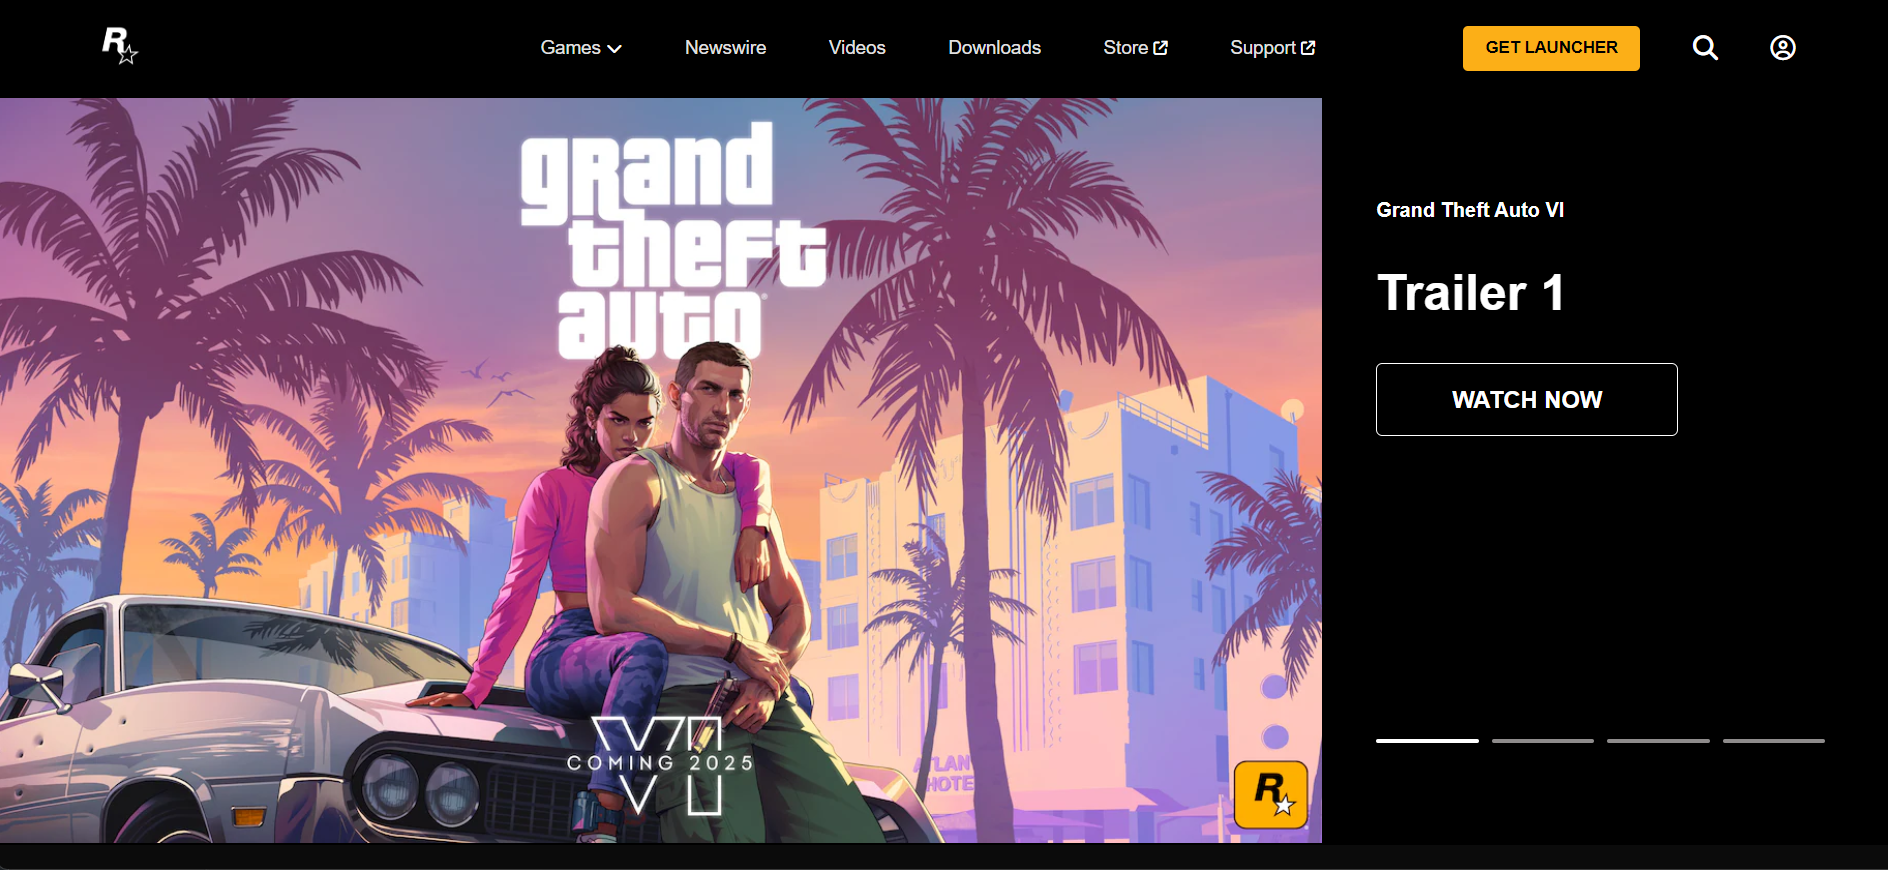 R
Games
Newswire
Videos
Downloads
Store
Support
GET LAUNCHER
grand
theft
auto
VI
COMING 2025
ATLAN
HOTE
R
Grand Theft Auto VI
Trailer 1
WATCH NOW